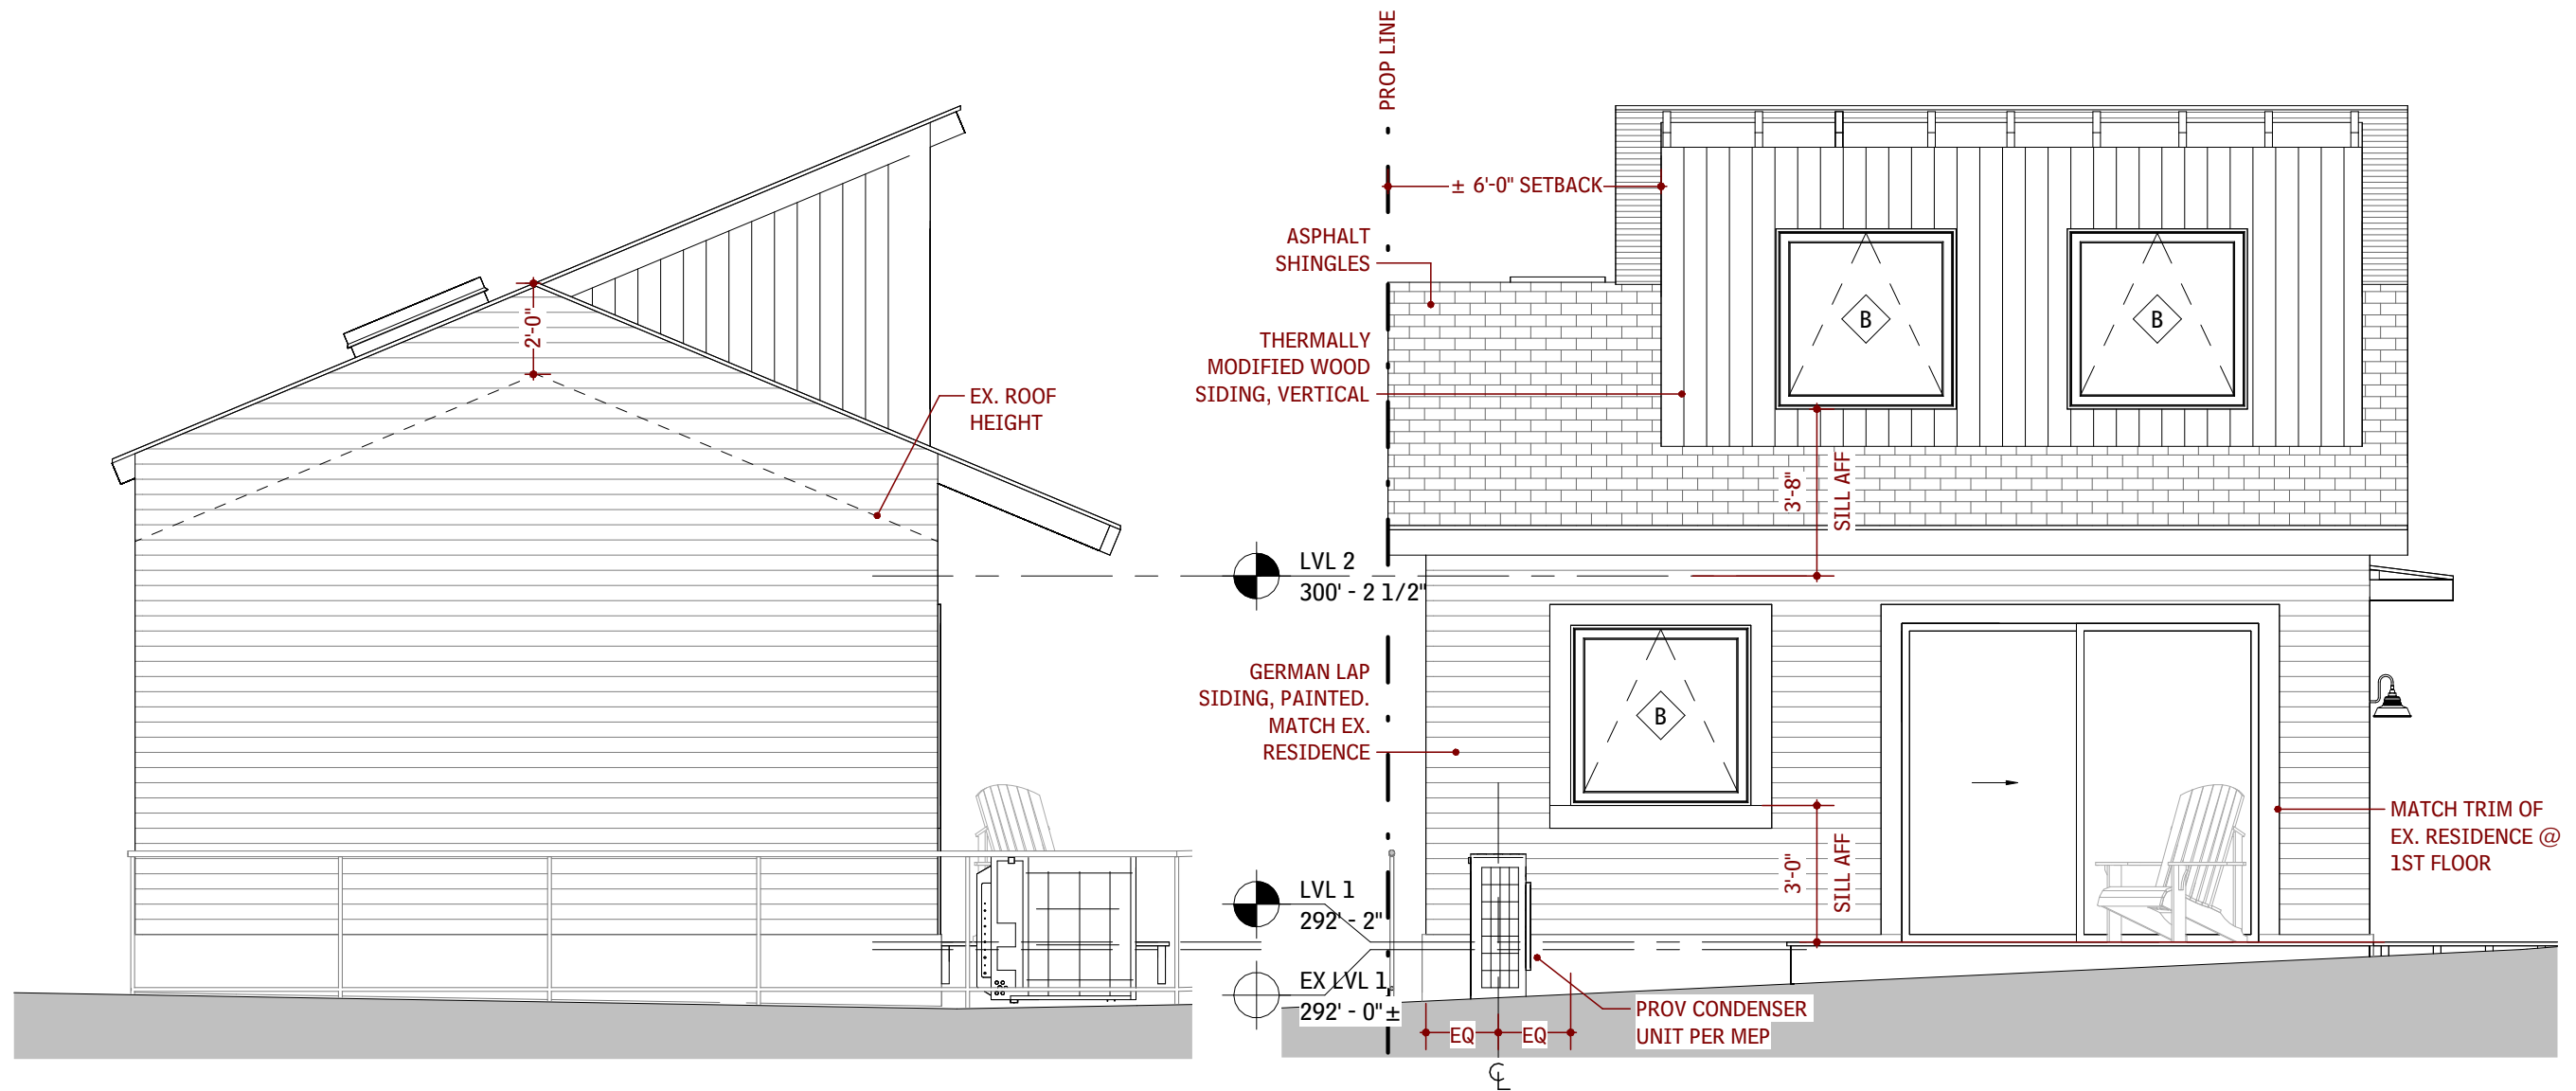 PROP LINE
± 6'-0" SETBACK
ASPHALT
SHINGLES
B
B
2'-0"
THERMALLY
MODIFIED WOOD
SIDING, VERTICAL
EX. ROOF
HEIGHT
3'-8"
SILL AFF
LVL 2
300' - 2 1/2"
GERMAN LAP
SIDING, PAINTED.
MATCH EX.
RESIDENCE
B
MATCH TRIM OF
EX. RESIDENCE @
1ST FLOOR
3'-0"
SILL AFF
LVL 1
292' - 2"
EX LVL 1
292' - 0"±
PROV CONDENSER
UNIT PER MEP
EQ
EQ
℄